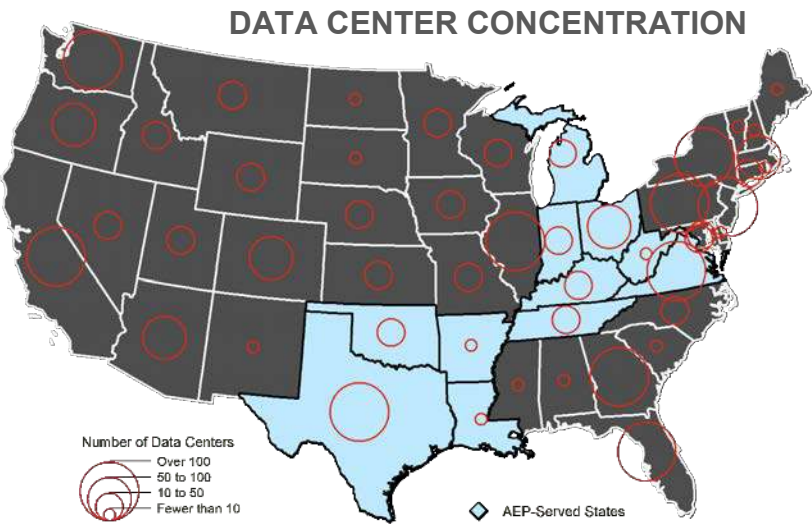 DATA CENTER CONCENTRATION
Number of Data Centers
Over 100
50 to 100
10 to 50
Fewer than 10
AEP-Served States